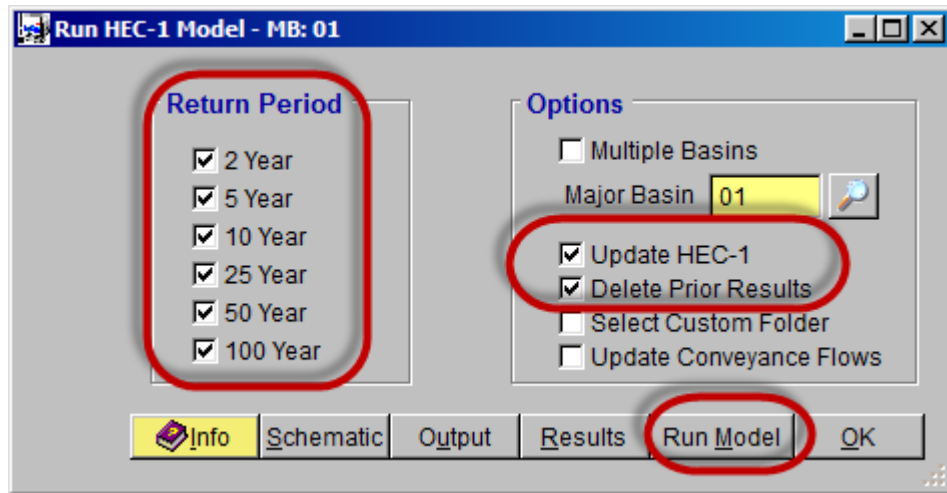 Run HEC-1 Model - MB: 01
Return Period
2 Year
5 Year
10 Year
25 Year
50 Year
100 Year
Options
Multiple Basins
Major Basin 01
Update HEC-1
Delete Prior Results
Select Custom Folder
Update Conveyance Flows
Info Schematic Output Results Run Model OK